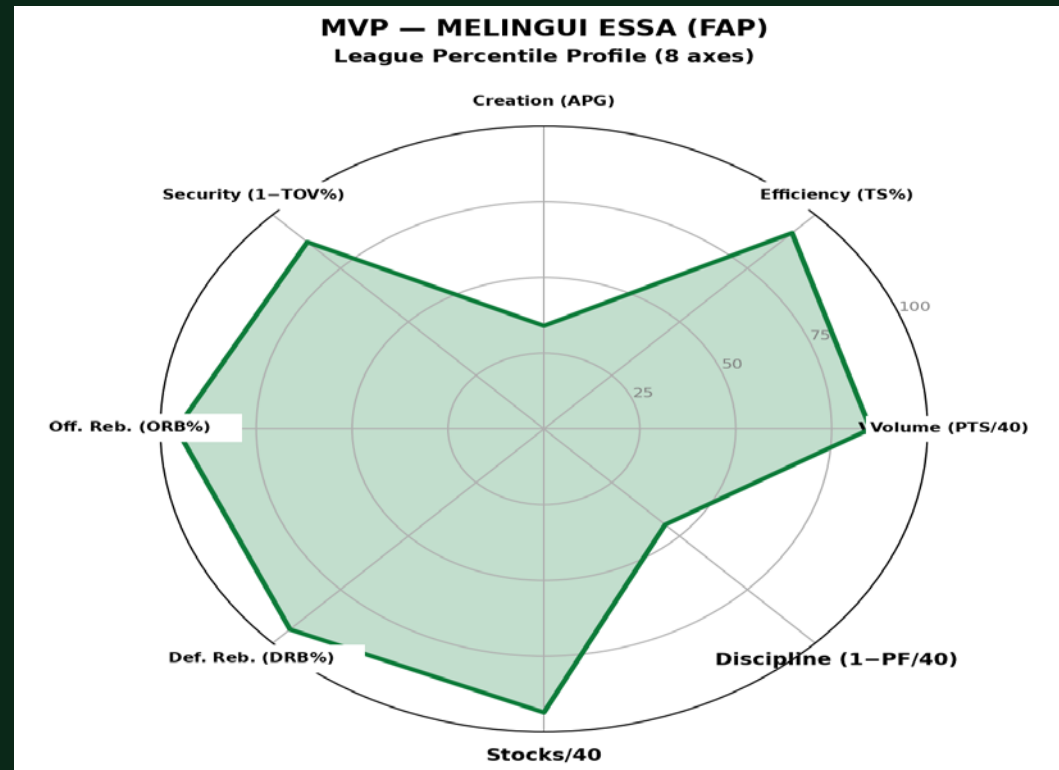 MVP — MELINGUI ESSA (FAP)
League Percentile Profile (8 axes)
Creation (APG)
Security (1−TOV%)
Efficiency (TS%)
100
75
50
25
Off. Reb. (ORB%)
Volume (PTS/40)
Def. Reb. (DRB%)
Discipline (1−PF/40)
Stocks/40